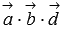 a⃗ · b⃗ · d⃗